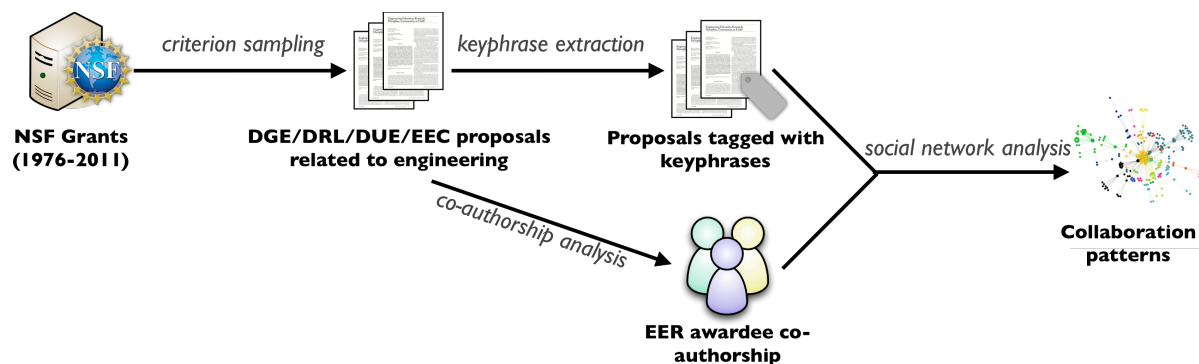 criterion sampling
keyphrase extraction
NSF
NSF Grants
(1976-2011)
DGE/DRL/DUE/EEC proposals
related to engineering
Proposals tagged with
keyphrases
social network analysis
co-authorship analysis
Collaboration
patterns
EER awardee co-
authorship